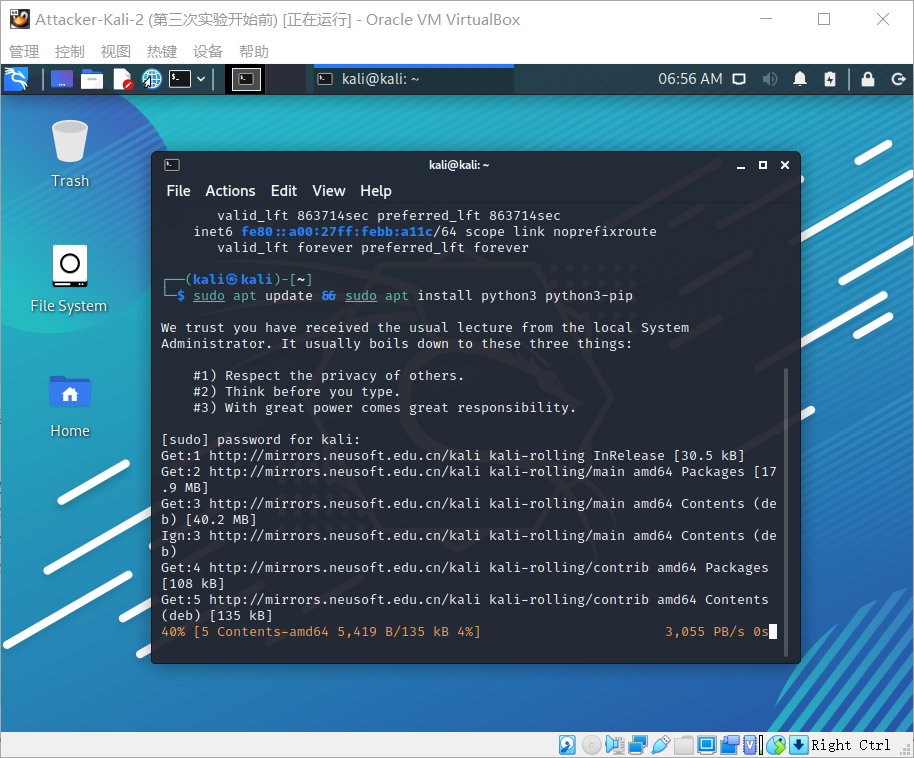 Attacker-Kali-2 (第三次实验开始前) [正在运行] - Oracle VM VirtualBox
管理 控制 视图 热键 设备 帮助
kali@kali: ~ 06:56 AM
Trash
File System
Home
kali@kali: ~
File Actions Edit View Help
valid_lft 863714sec preferred_lft 863714sec
inet6 fe80::a00:27ff:febb:a11c/64 scope link noprefixroute
valid_lft forever preferred_lft forever
┌──(kali㉿kali)-[~]
└─$ sudo apt update && sudo apt install python3 python3-pip
We trust you have received the usual lecture from the local System
Administrator. It usually boils down to these three things:
#1) Respect the privacy of others.
#2) Think before you type.
#3) With great power comes great responsibility.
[sudo] password for kali:
Get:1 http://mirrors.neusoft.edu.cn/kali kali-rolling InRelease [30.5 kB]
Get:2 http://mirrors.neusoft.edu.cn/kali kali-rolling/main amd64 Packages [17
.9 MB]
Get:3 http://mirrors.neusoft.edu.cn/kali kali-rolling/main amd64 Contents (de
b) [40.2 MB]
Ign:3 http://mirrors.neusoft.edu.cn/kali kali-rolling/main amd64 Contents (de
b)
Get:4 http://mirrors.neusoft.edu.cn/kali kali-rolling/contrib amd64 Packages
[108 kB]
Get:5 http://mirrors.neusoft.edu.cn/kali kali-rolling/contrib amd64 Contents
(deb) [135 kB]
40% [5 Contents-amd64 5,419 B/135 kB 4%] 3,055 PB/s 0s
Right Ctrl